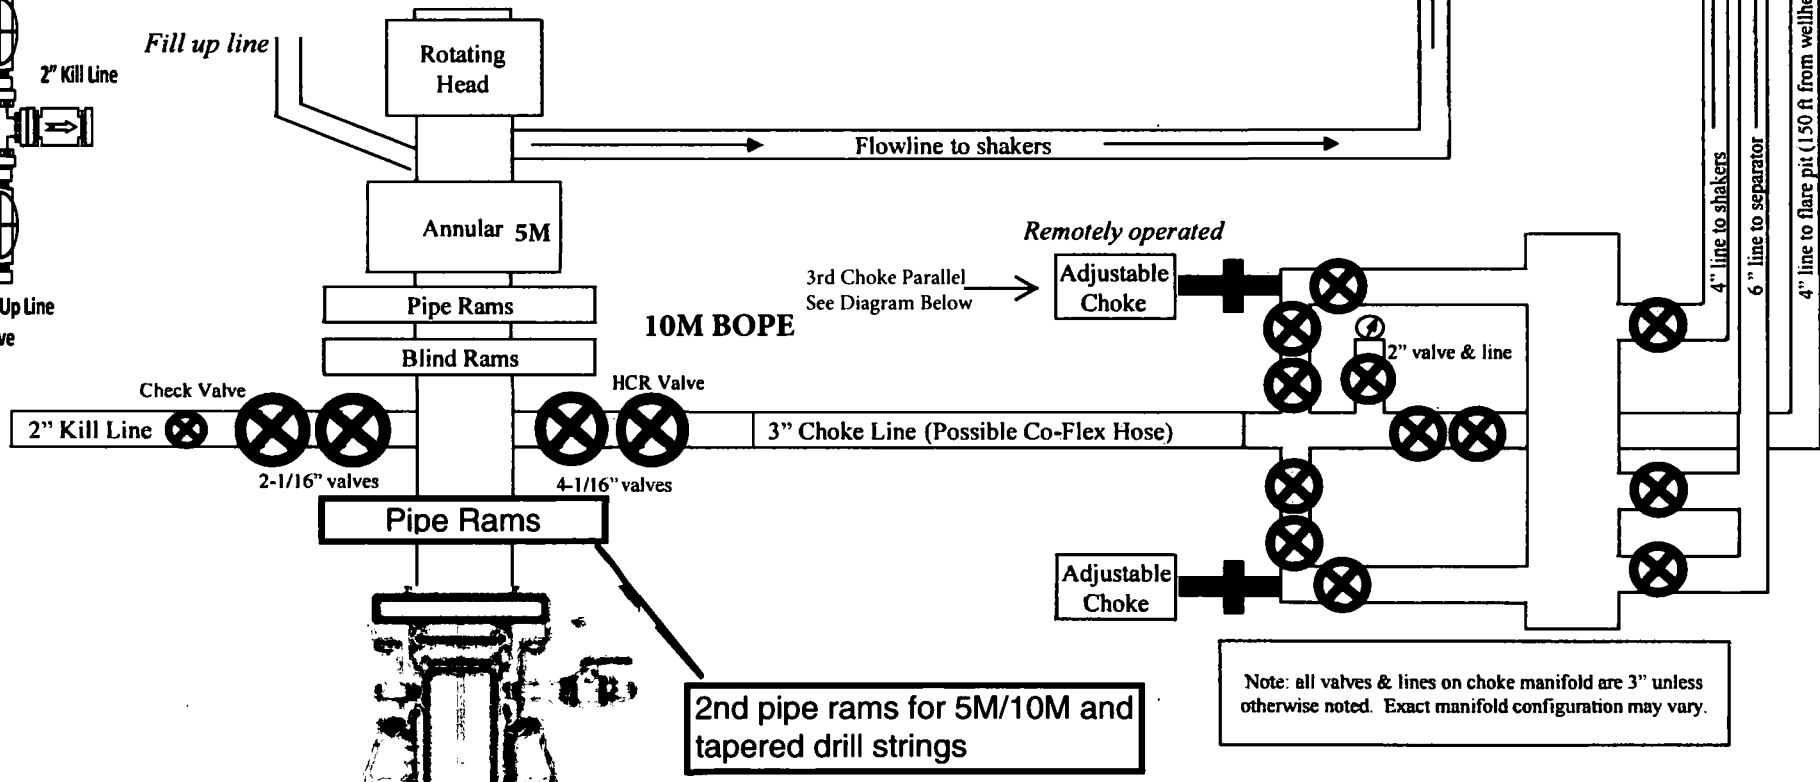 Fill up line
2" Kill Line
Up Line
ve
Rotating
Head
Flowline to shakers
Annular 5M
Pipe Rams
Blind Rams
10M BOPE
Remotely operated
3rd Choke Parallel
See Diagram Below
Adjustable
Choke
2" valve & line
4" line to shakers
6" line to separator
4" line to flare pit (150 ft from wellhe
Check Valve
HCR Valve
2" Kill Line
3" Choke Line (Possible Co-Flex Hose)
2-1/16" valves
4-1/16" valves
Pipe Rams
Adjustable
Choke
2nd pipe rams for 5M/10M and
tapered drill strings
Note: all valves & lines on choke manifold are 3" unless
otherwise noted. Exact manifold configuration may vary.